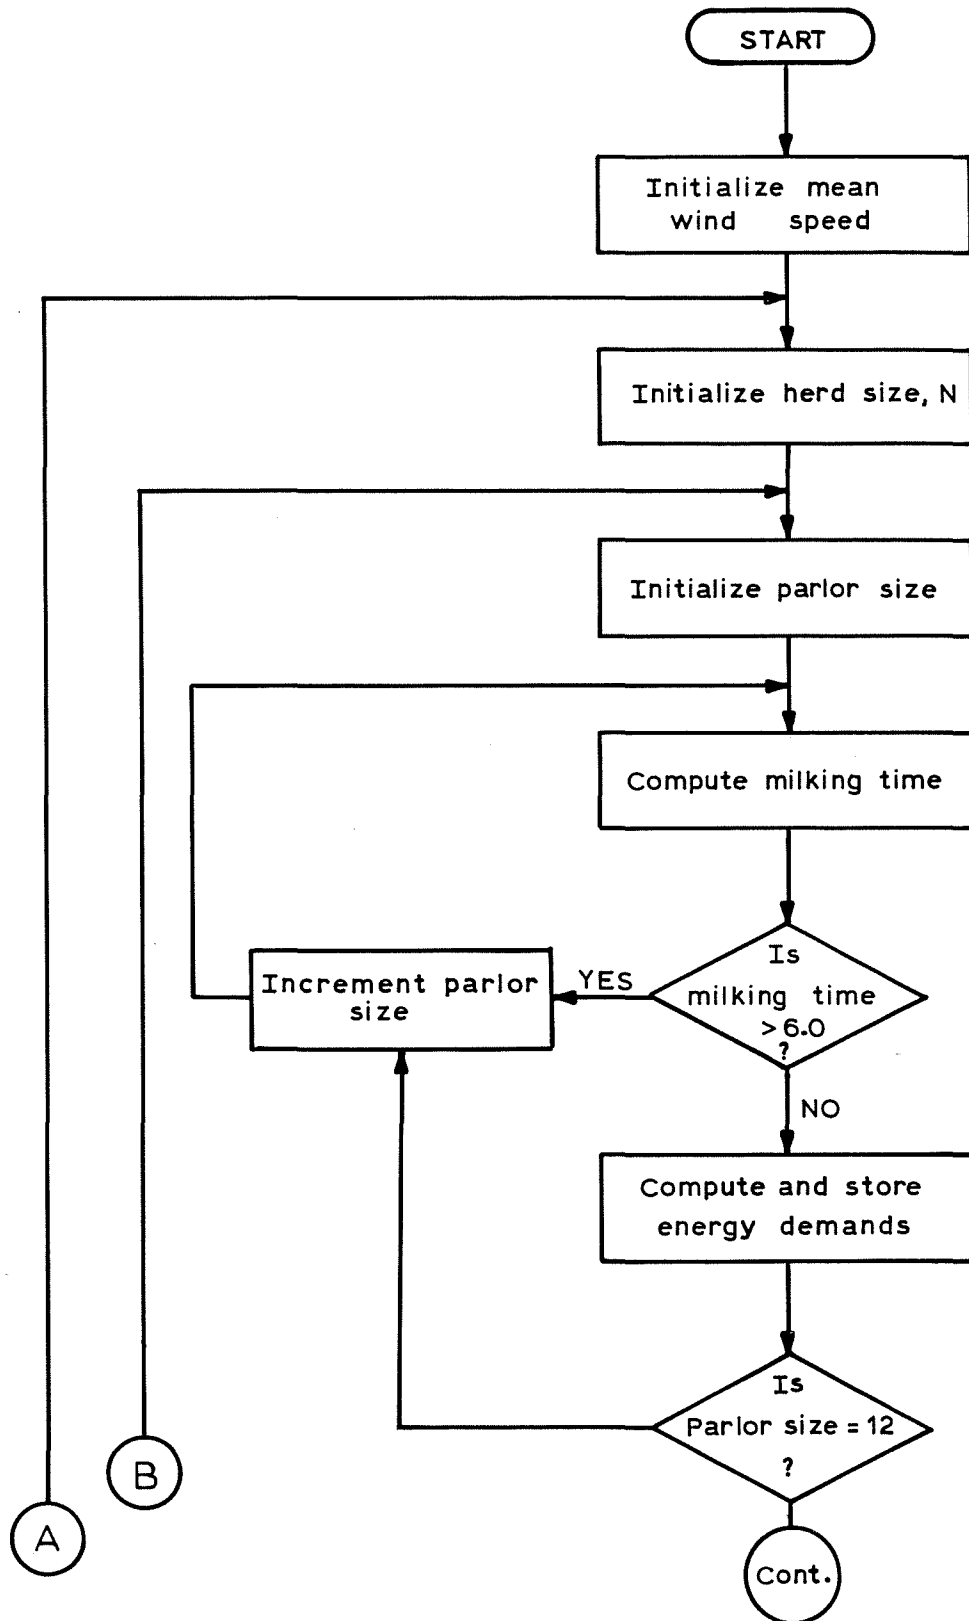 START
Initialize mean
wind speed
Initialize herd size, N
Initialize parlor size
Compute milking time
Is
milking time
> 6.0
?
YES
Increment parlor
size
NO
Compute and store
energy demands
Is
Parlor size = 12
?
B
A
Cont.